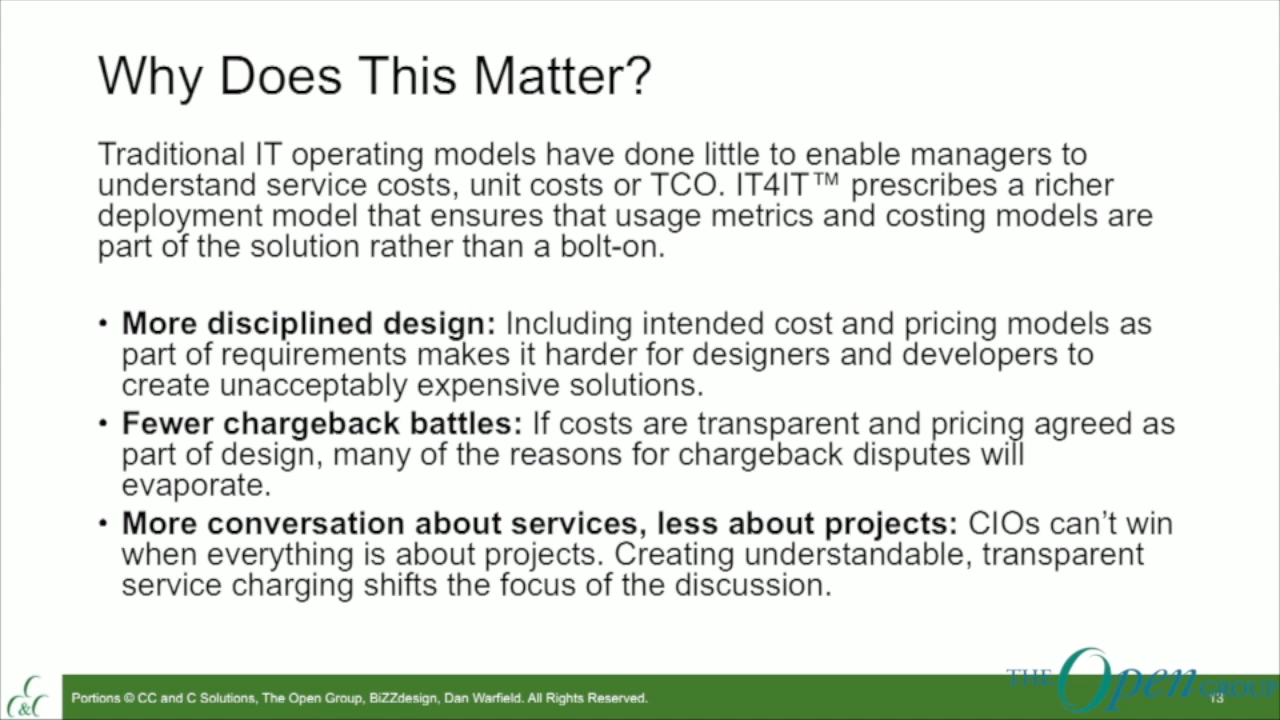 Why Does This Matter?
Traditional IT operating models have done little to enable managers to
understand service costs, unit costs or TCO. IT4IT™ prescribes a richer
deployment model that ensures that usage metrics and costing models are
part of the solution rather than a bolt-on.
• More disciplined design: Including intended cost and pricing models as
part of requirements makes it harder for designers and developers to
create unacceptably expensive solutions.
• Fewer chargeback battles: If costs are transparent and pricing agreed as
part of design, many of the reasons for chargeback disputes will
evaporate.
• More conversation about services, less about projects: CIOs can’t win
when everything is about projects. Creating understandable, transparent
service charging shifts the focus of the discussion.
C&C
Portions © CC and C Solutions, The Open Group, BiZZdesign, Dan Warfield. All Rights Reserved.
THE Open GROUP
13